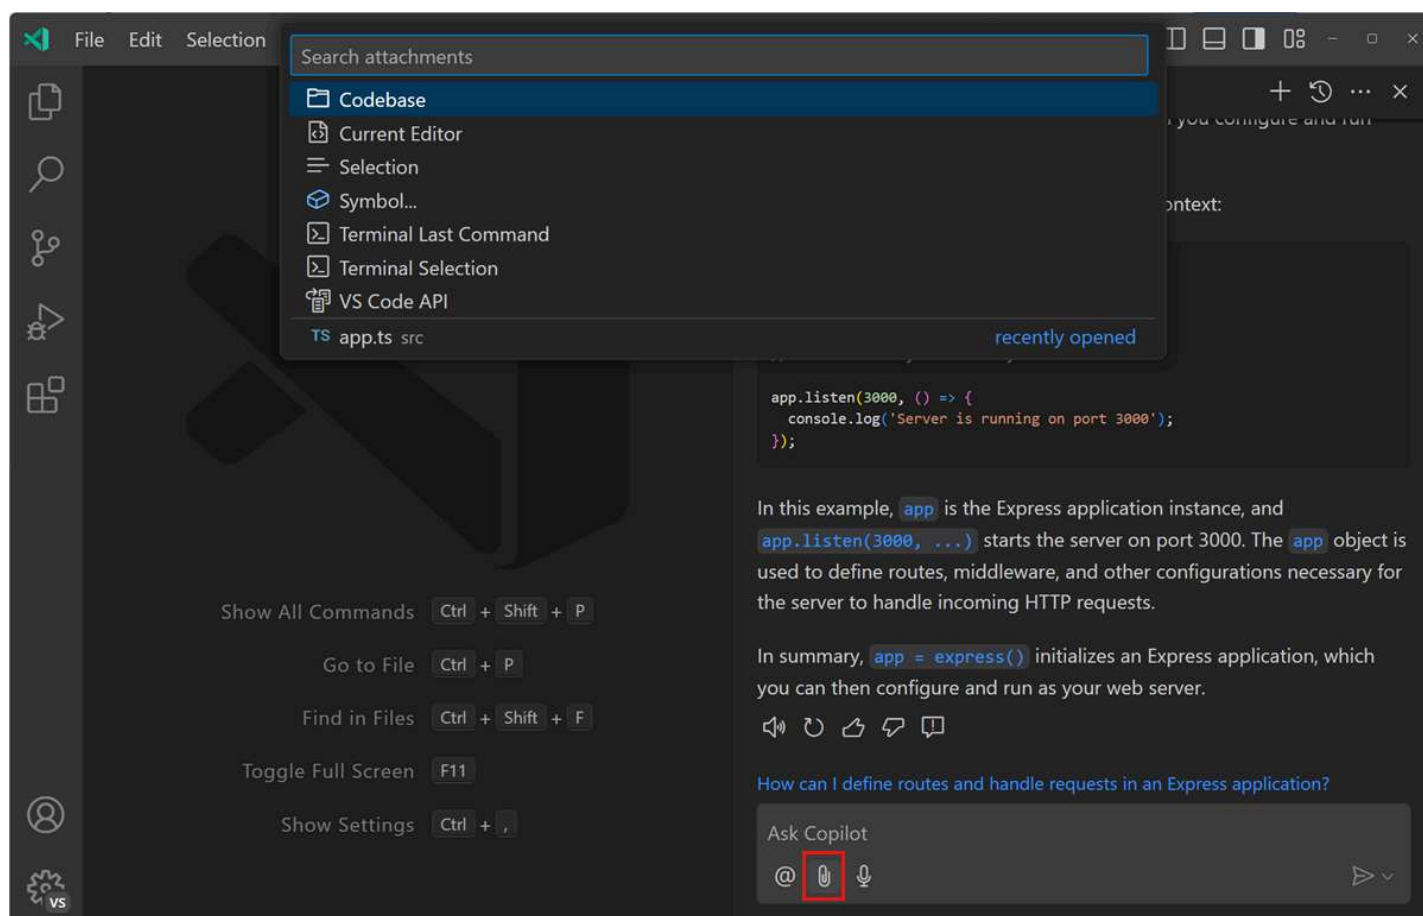 File Edit Selection
Search attachments
Codebase
Current Editor
Selection
Symbol...
Terminal Last Command
Terminal Selection
VS Code API
TS app.ts src recently opened
you configure and run
ontext:
app.listen(3000, () => {
console.log('Server is running on port 3000');
});
In this example, app is the Express application instance, and
app.listen(3000, ...) starts the server on port 3000. The app object is
used to define routes, middleware, and other configurations necessary for
the server to handle incoming HTTP requests.
In summary, app = express() initializes an Express application, which
you can then configure and run as your web server.
How can I define routes and handle requests in an Express application?
Ask Copilot
@
Show All Commands Ctrl + Shift + P
Go to File Ctrl + P
Find in Files Ctrl + Shift + F
Toggle Full Screen F11
Show Settings Ctrl + ,
VS